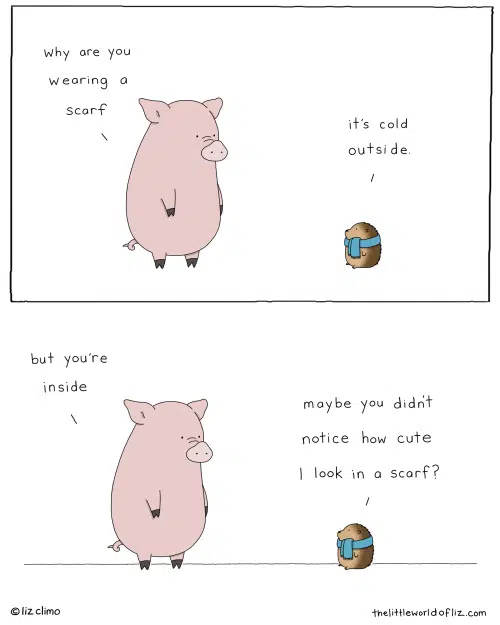 why are you
wearing a
scarf
it's cold
outside.
but you're
inside
maybe you didn't
notice how cute
I look in a scarf?
©liz climo
thelittleworldofliz.com